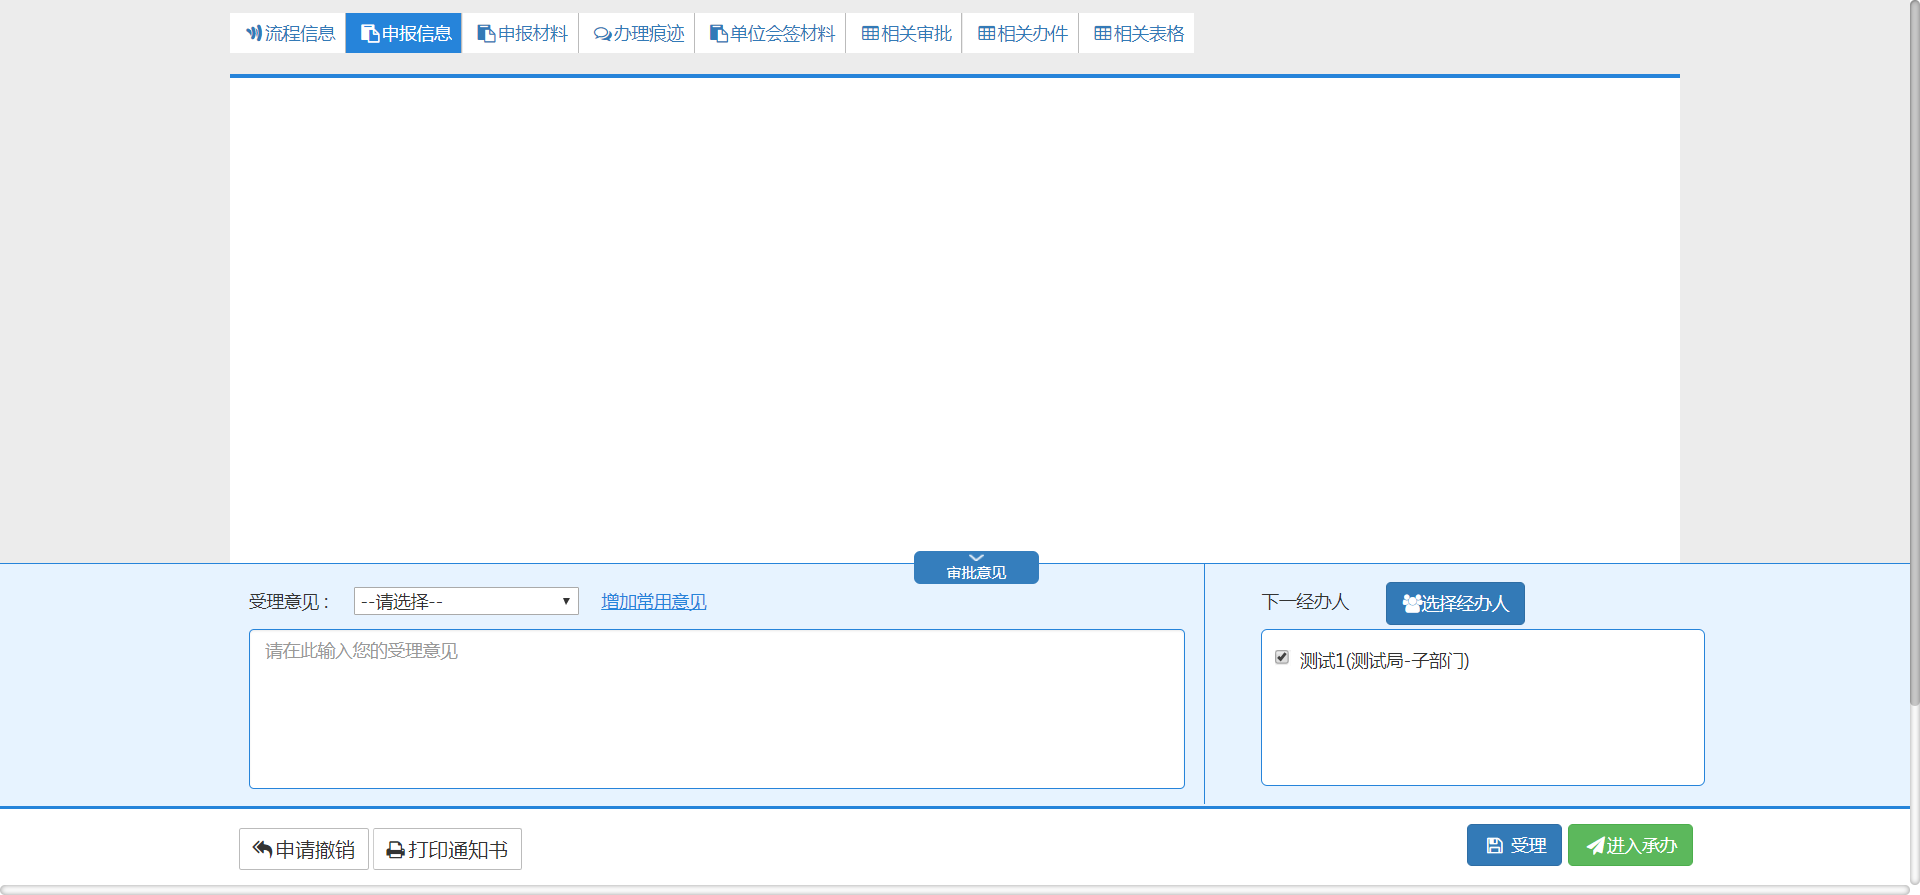 流程信息 申报信息 申报材料 办理痕迹 单位会签材料 相关审批 相关办件 相关表格
审批意见
受理意见： --请选择-- 增加常用意见 下一经办人 选择经办人
请在此输入您的受理意见
测试1(测试局-子部门)
申请撤销 打印通知书 受理 进入承办